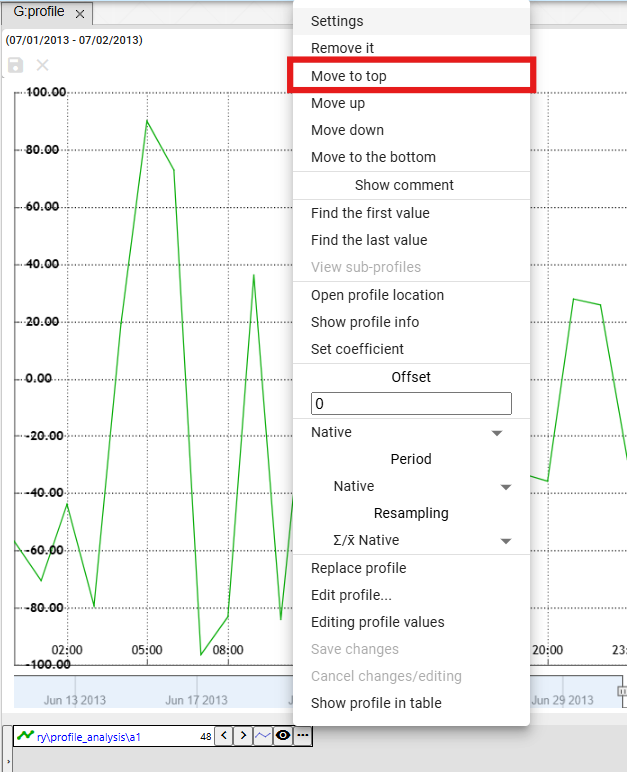 G:profile
(07/01/2013 - 07/02/2013)
Settings
Remove it
Move to top
Move up
Move down
Move to the bottom
Show comment
Find the first value
Find the last value
View sub-profiles
Open profile location
Show profile info
Set coefficient
Offset
0
Native
Period
Native
Resampling
Σ/x̄ Native
Replace profile
Edit profile...
Editing profile values
Save changes
Cancel changes/editing
Show profile in table
100.00
80.00
60.00
40.00
20.00
0.00
-20.00
-40.00
-60.00
-80.00
-100.00
02:00 05:00 08:00 20:00 23:
Jun 13 2013 Jun 17 2013 Jun 29 2013
ry\profile_analysis\a1 48